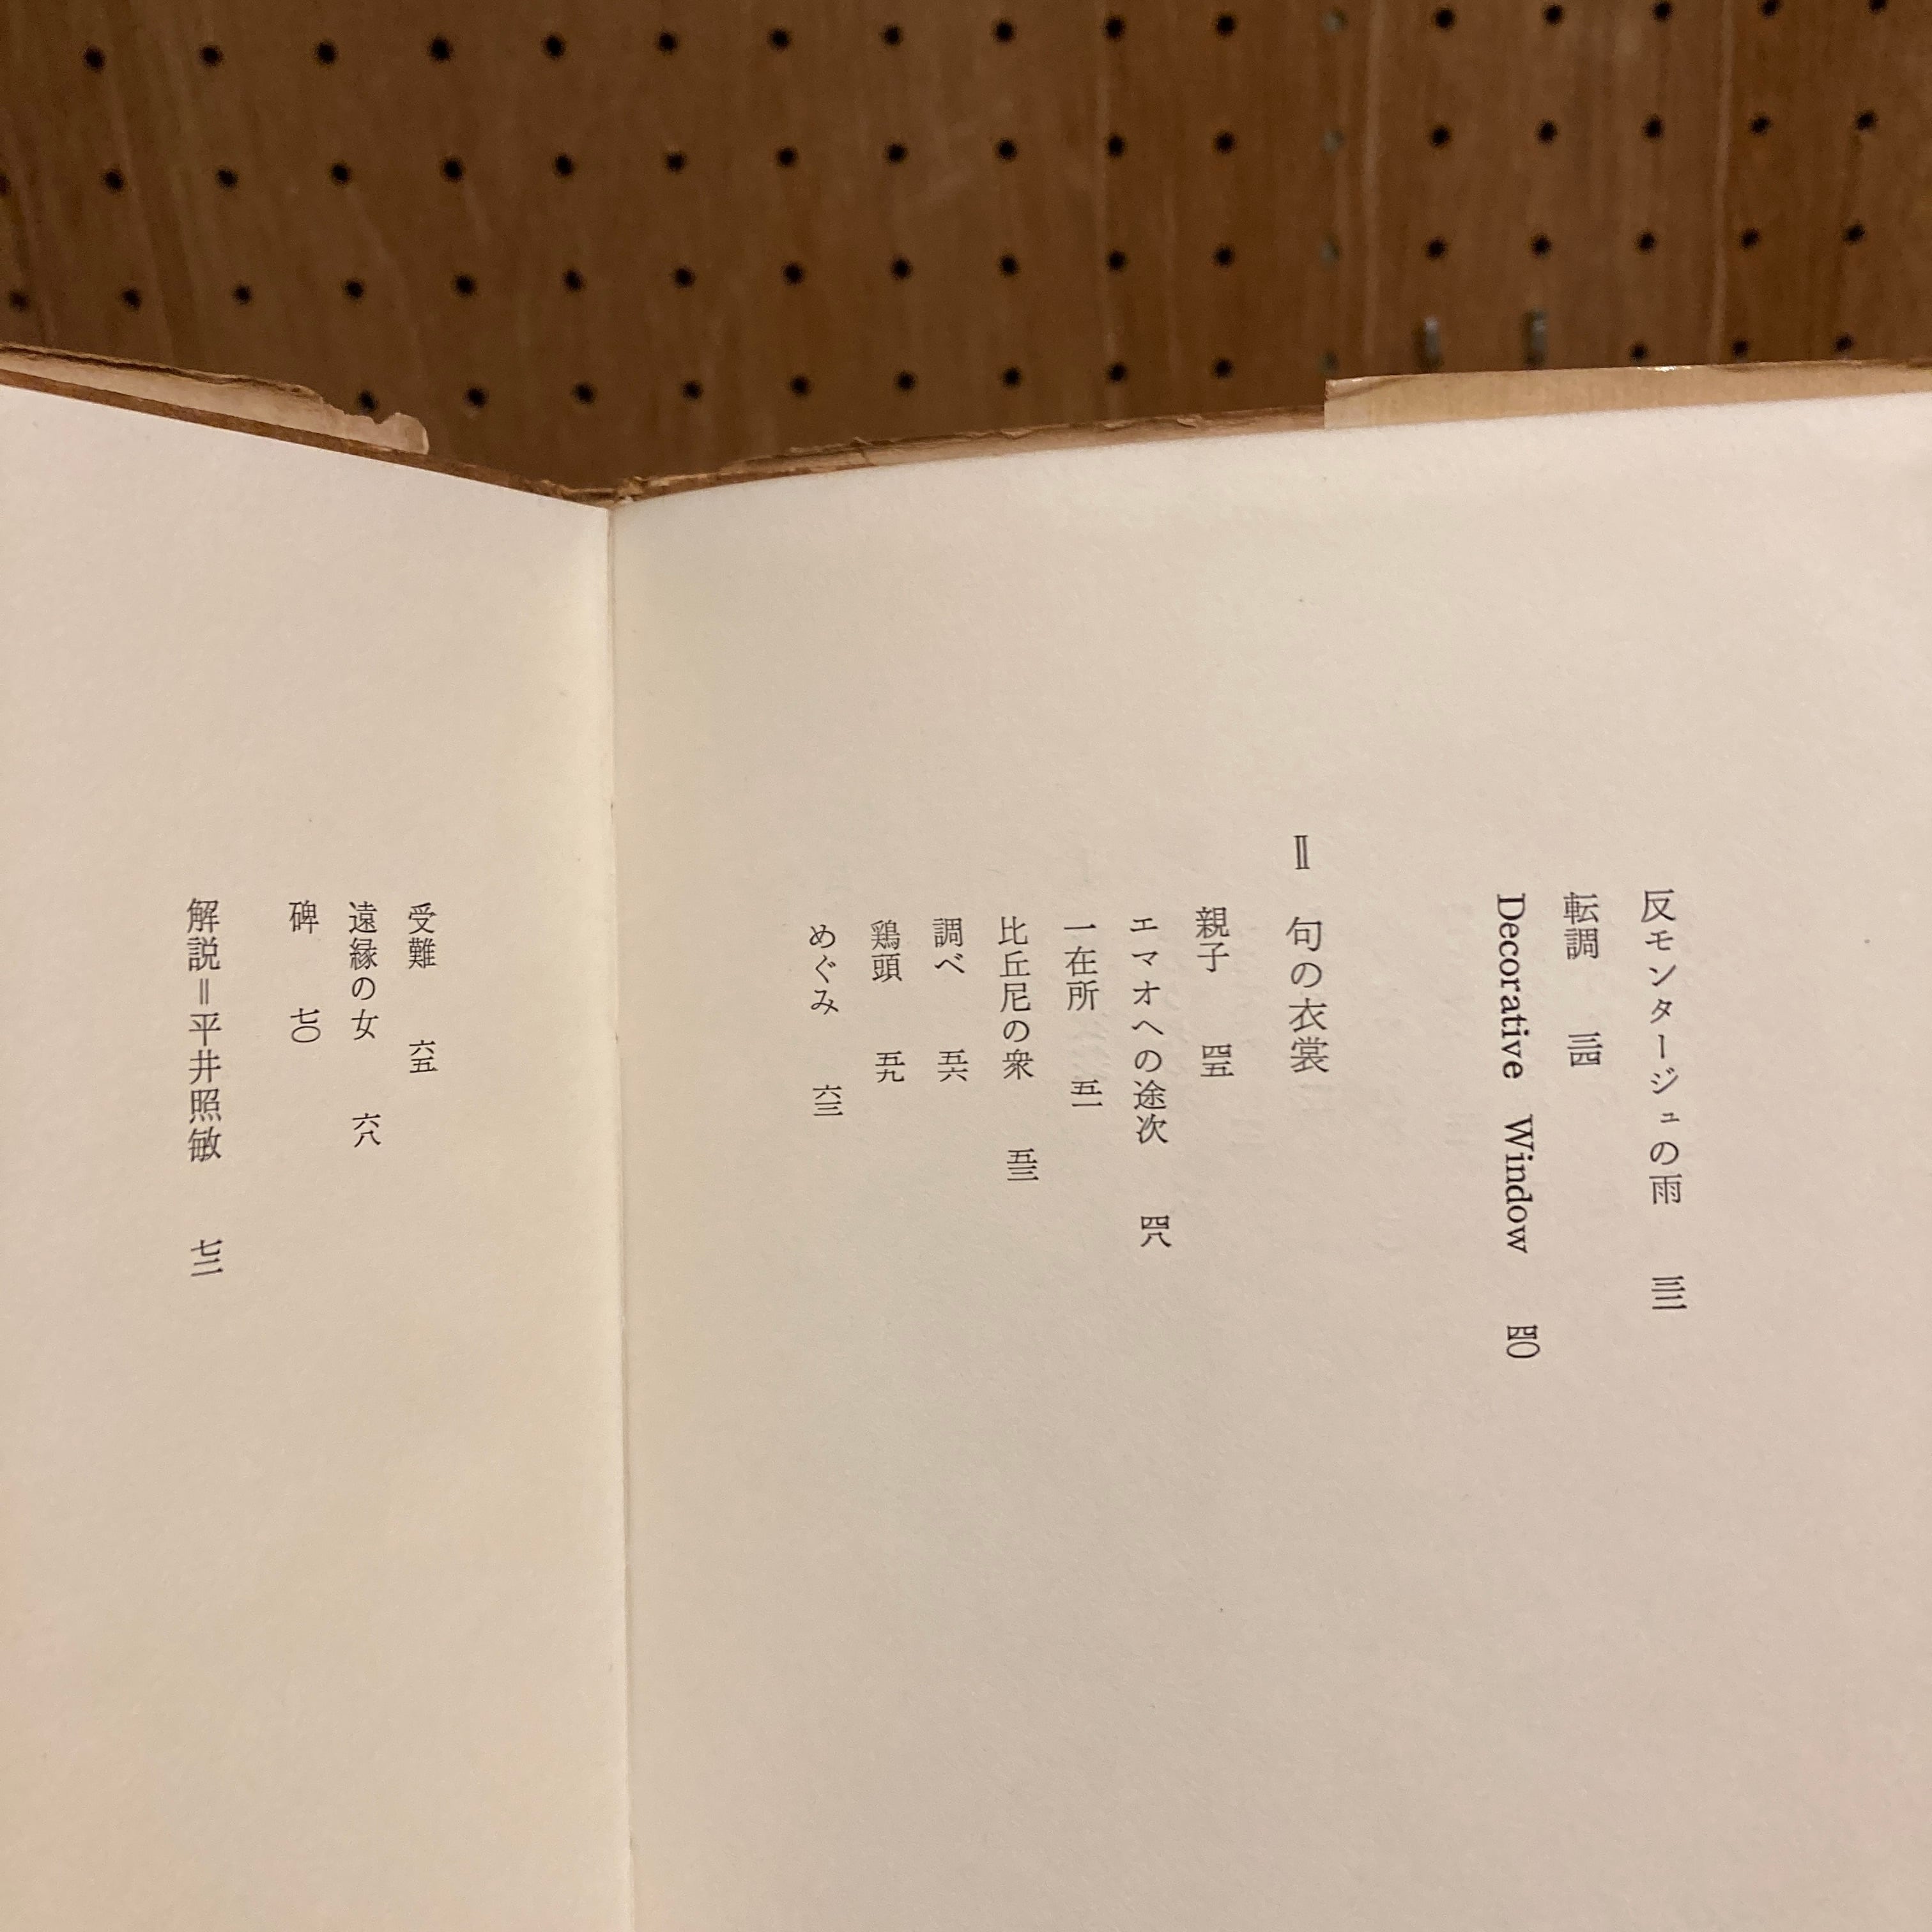 反モンタージュの雨 三二
転調 三四
Decorative Window 四〇
Ⅱ 句の衣裳
親子 四五
エマオへの途次 四八
一在所 五一
比丘尼の衆 五三
調べ 五六
鶏頭 五九
めぐみ 六三
受難 六五
遠縁の女 六八
碑 七〇
解説=平井照敏 七二